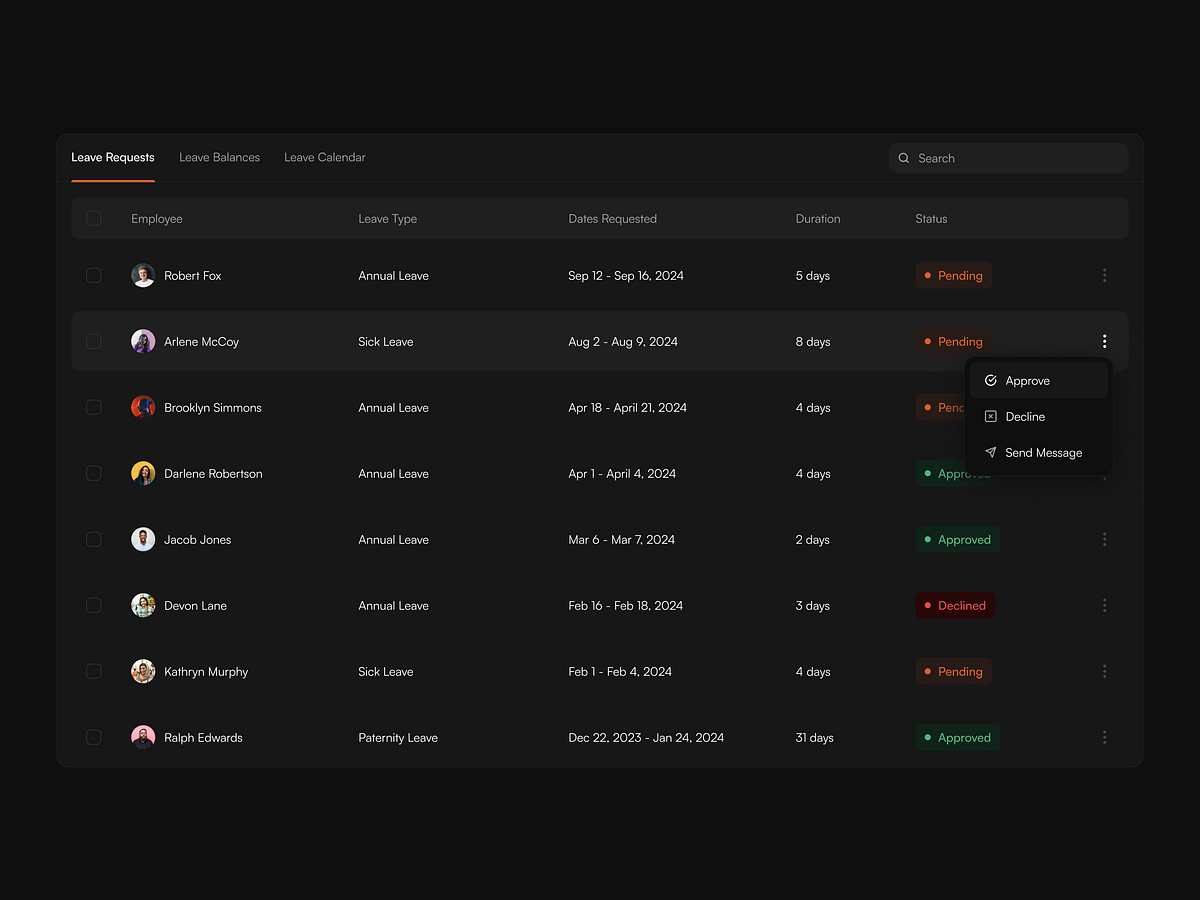 Leave Requests Leave Balances Leave Calendar Search
Employee Leave Type Dates Requested Duration Status
Robert Fox Annual Leave Sep 12 - Sep 16, 2024 5 days Pending
Arlene McCoy Sick Leave Aug 2 - Aug 9, 2024 8 days Pending
Approve
Brooklyn Simmons Annual Leave Apr 18 - April 21, 2024 4 days Pend
Decline
Send Message
Darlene Robertson Annual Leave Apr 1 - April 4, 2024 4 days Approved
Jacob Jones Annual Leave Mar 6 - Mar 7, 2024 2 days Approved
Devon Lane Annual Leave Feb 16 - Feb 18, 2024 3 days Declined
Kathryn Murphy Sick Leave Feb 1 - Feb 4, 2024 4 days Pending
Ralph Edwards Paternity Leave Dec 22, 2023 - Jan 24, 2024 31 days Approved